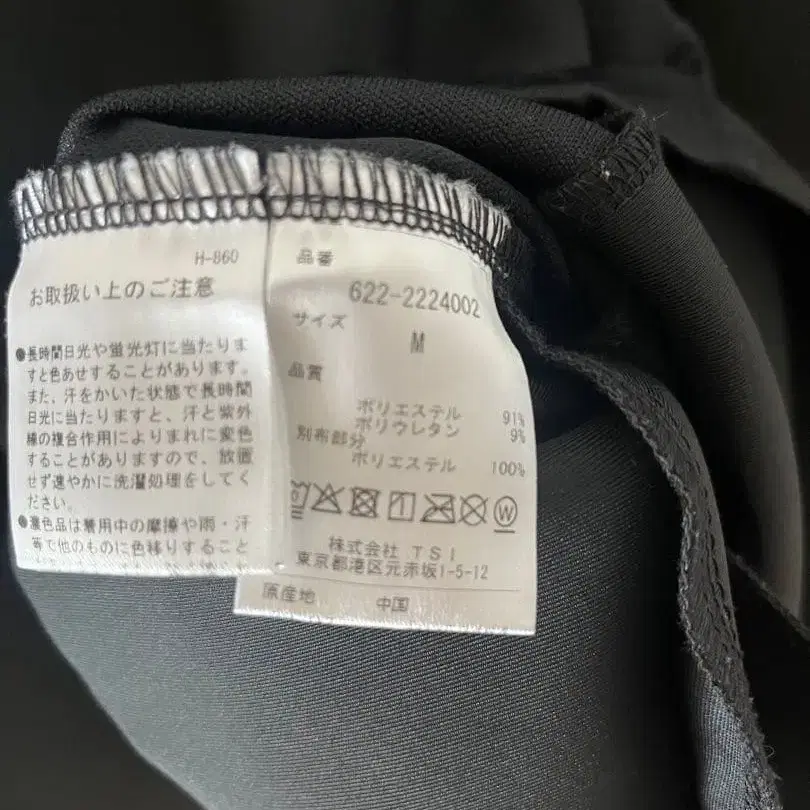 H-860
お取扱い上のご注意
●長時間日光や蛍光灯に当たりま
すと色あせすることがあります。
また、汗をかいた状態で長時間
日光に当たりますと、汗と紫外
線の複合作用によりまれに変色
することがありますので、放置
せず速やかに洗濯処理をしてく
ださい。
●濃色品は着用中の摩擦や雨・汗
等で他のものに色移りすること
品番
622-2224002
サイズ
M
品質
ポリエステル 91%
ポリウレタン 9%
別布部分
ポリエステル 100%
W
株式会社 TSI
東京都港区元赤坂1-5-12
原産地 中国